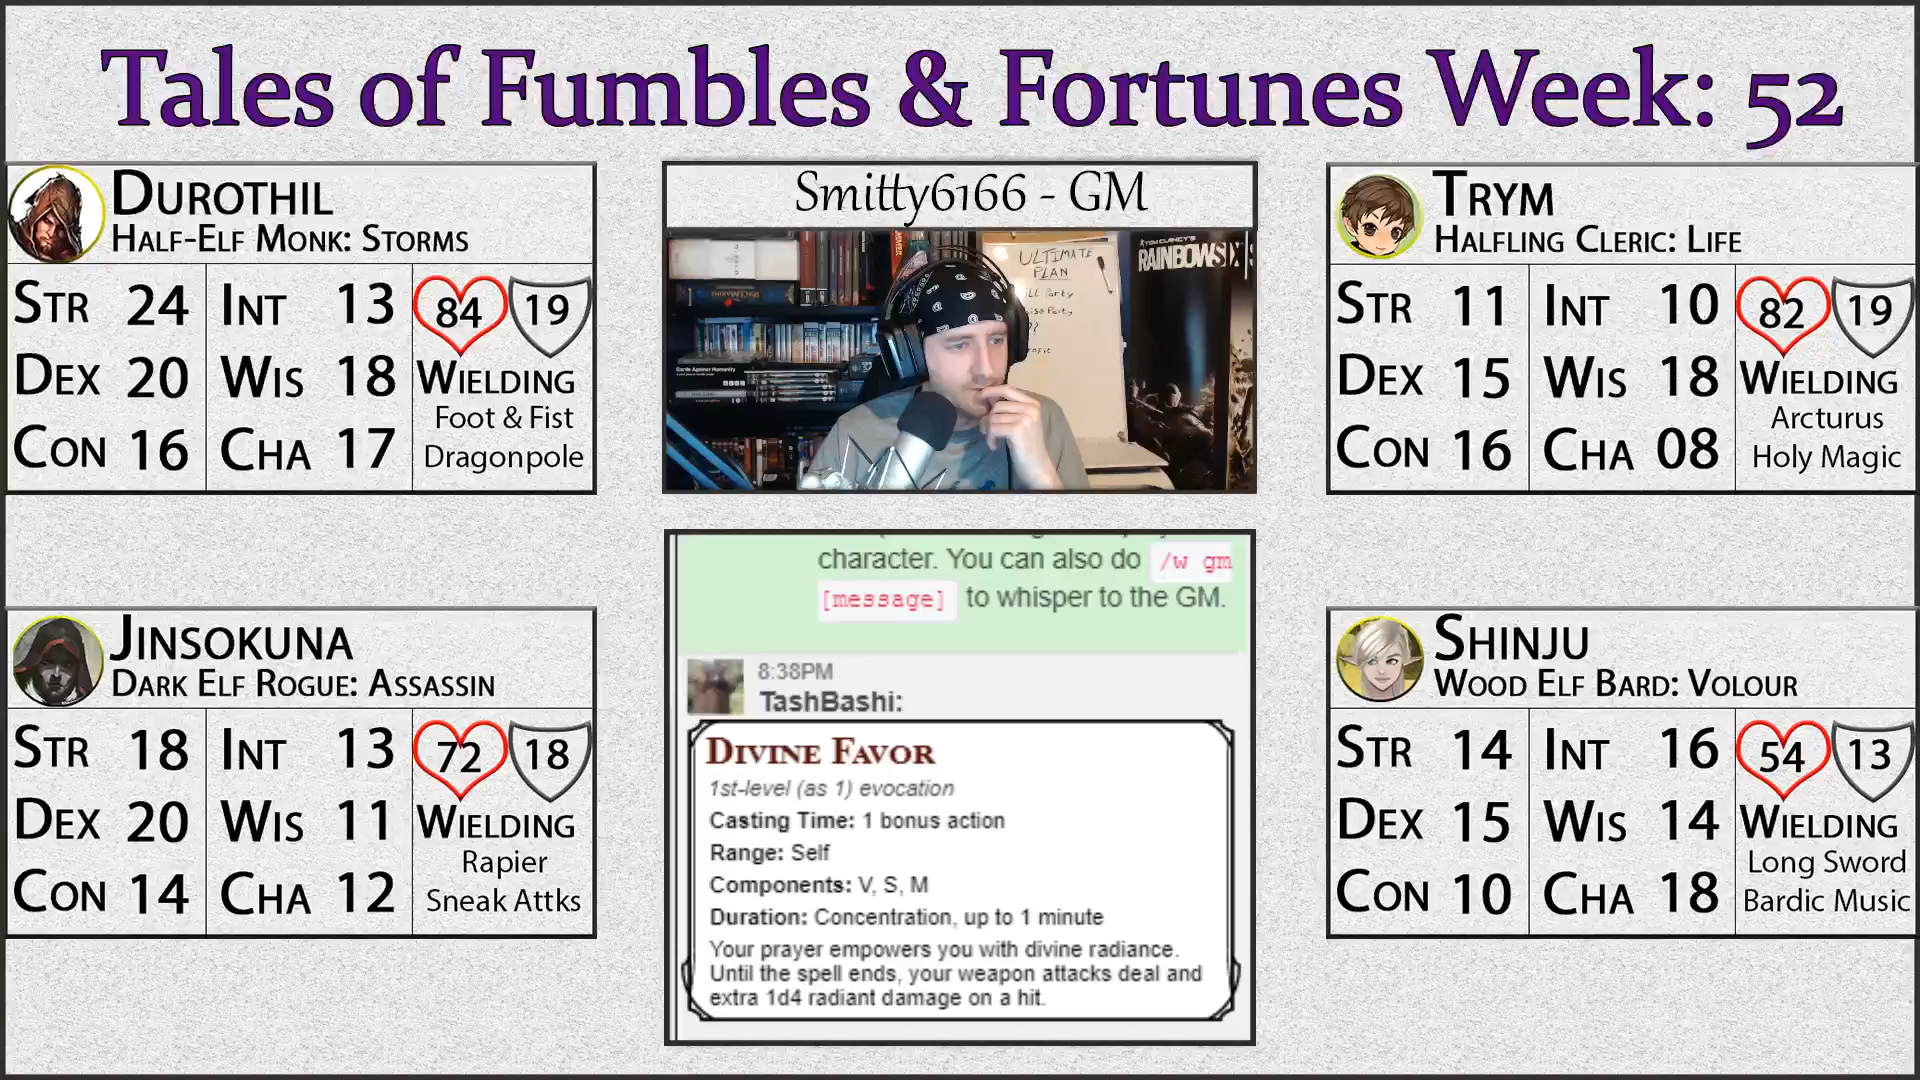 Tales of Fumbles & Fortunes Week: 52
DUROTHIL
HALF-ELF MONK: STORMS
STR 24 INT 13 84 19
DEX 20 WIS 18 WIELDING
Foot & Fist
CON 16 CHA 17 Dragonpole
Smitty6166 - GM
ULTIMATE
PLAN
Party
Party
??
TOM CLANCY'S
RAINBOWSIX
Cards Against Humanity
TRYM
HALFLING CLERIC: LIFE
STR 11 INT 10 82 19
DEX 15 WIS 18 WIELDING
Arcturus
CON 16 CHA 08 Holy Magic
JINSOKUNA
DARK ELF ROGUE: ASSASSIN
STR 18 INT 13 72 18
DEX 20 WIS 11 WIELDING
Rapier
CON 14 CHA 12 Sneak Attks
character. You can also do /w gm
[message] to whisper to the GM.
8:38PM
TashBashi:
DIVINE FAVOR
1st-level (as 1) evocation
Casting Time: 1 bonus action
Range: Self
Components: V, S, M
Duration: Concentration, up to 1 minute
Your prayer empowers you with divine radiance.
Until the spell ends, your weapon attacks deal and
extra 1d4 radiant damage on a hit.
SHINJU
WOOD ELF BARD: VOLOUR
STR 14 INT 16 54 13
DEX 15 WIS 14 WIELDING
Long Sword
CON 10 CHA 18 Bardic Music